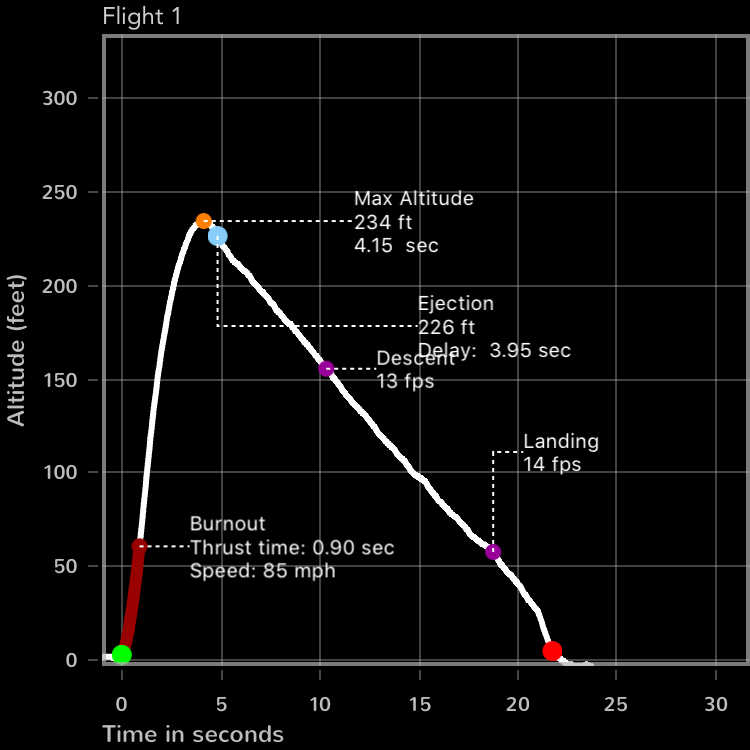 Flight 1
300
250
200
150
100
50
0
Altitude (feet)
Max Altitude
234 ft
4.15 sec
Ejection
226 ft
Delay: 3.95 sec
Descent
13 fps
Landing
14 fps
Burnout
Thrust time: 0.90 sec
Speed: 85 mph
0 5 10 15 20 25 30
Time in seconds